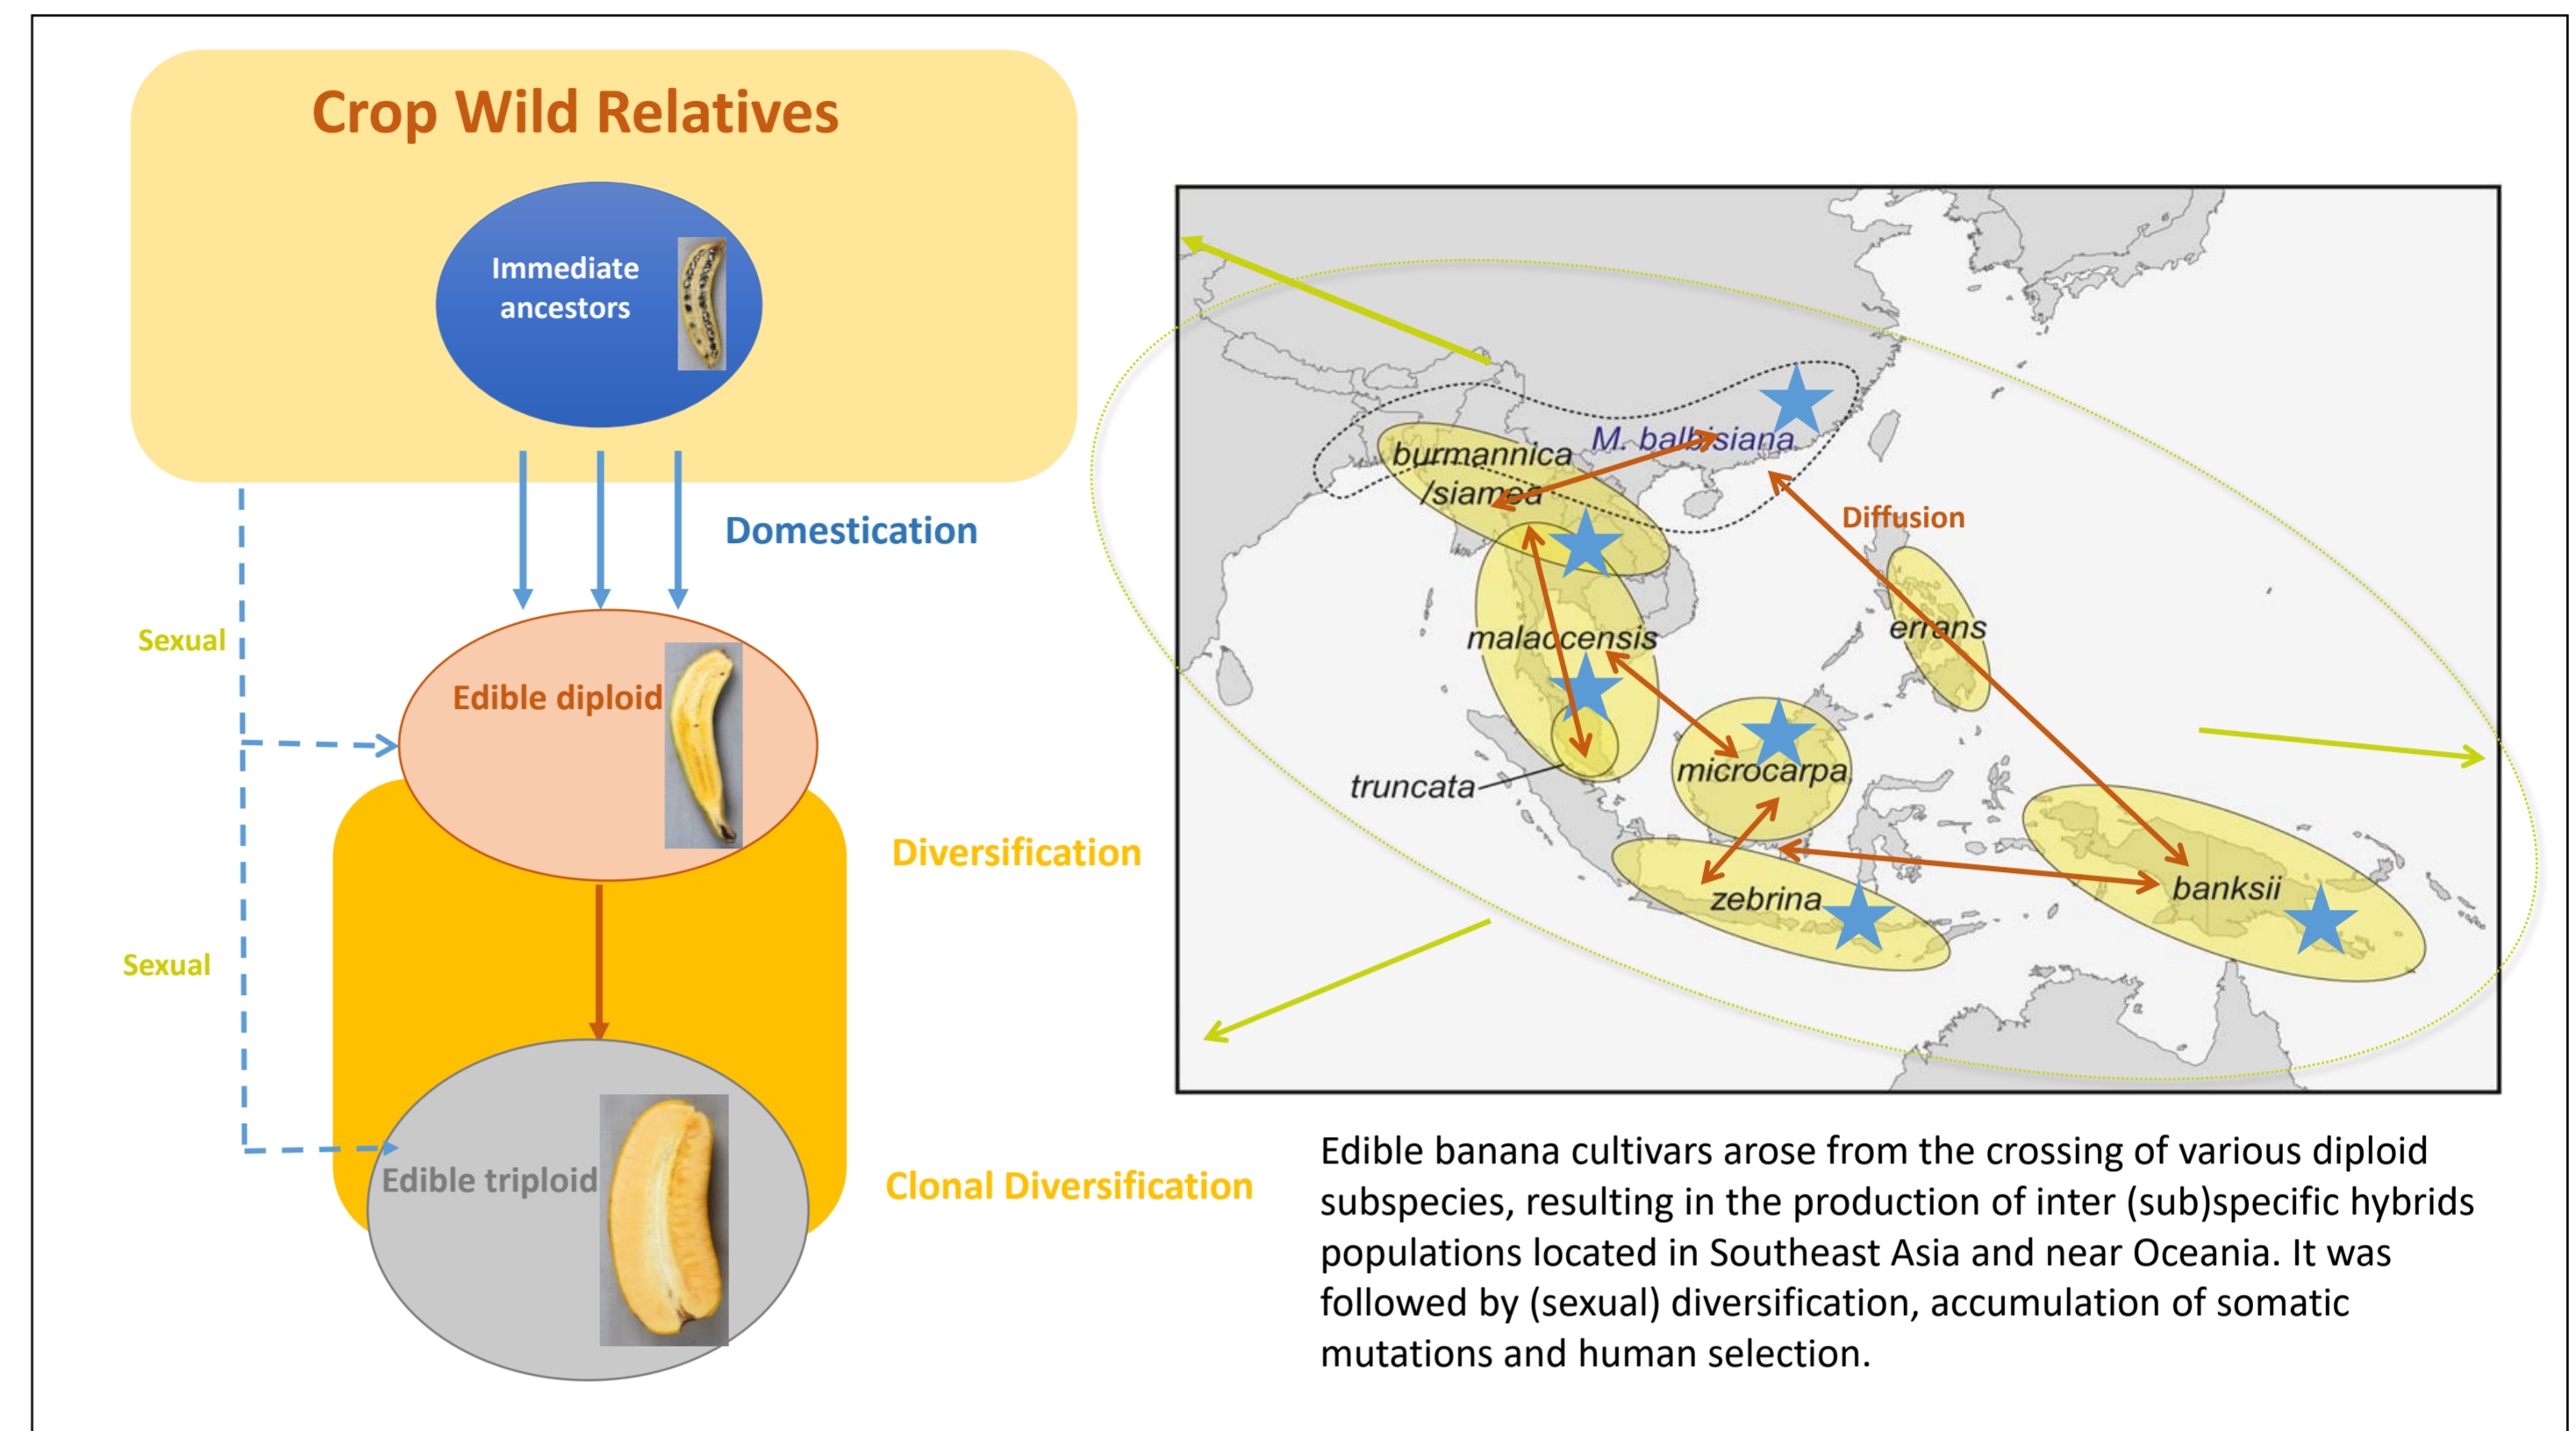 Crop Wild Relatives
Immediate
ancestors
Domestication
Sexual
Edible diploid
Diversification
Sexual
Edible triploid
Clonal Diversification
M. balbisiana
burmannica
/siamea
Diffusion
errans
malaccensis
microcarpa
truncata
zebrina
banksii
Edible banana cultivars arose from the crossing of various diploid
subspecies, resulting in the production of inter (sub)specific hybrids
populations located in Southeast Asia and near Oceania. It was
followed by (sexual) diversification, accumulation of somatic
mutations and human selection.